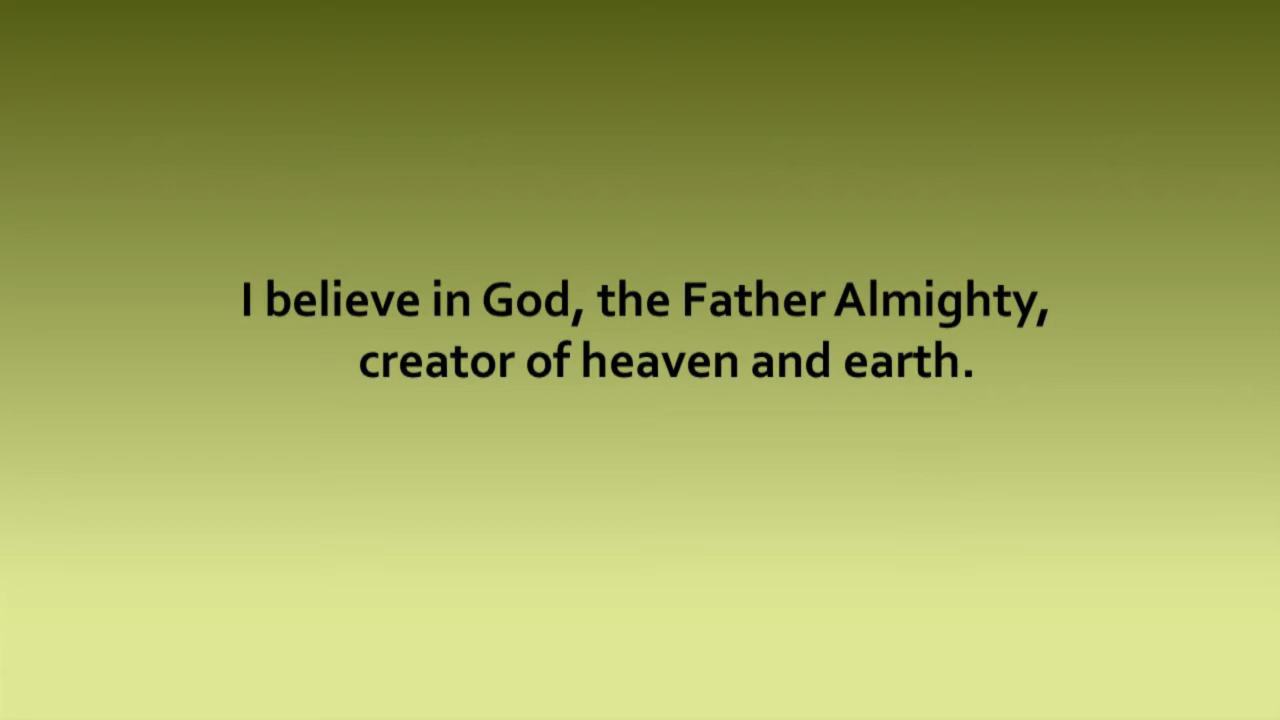 I believe in God, the Father Almighty,
creator of heaven and earth.